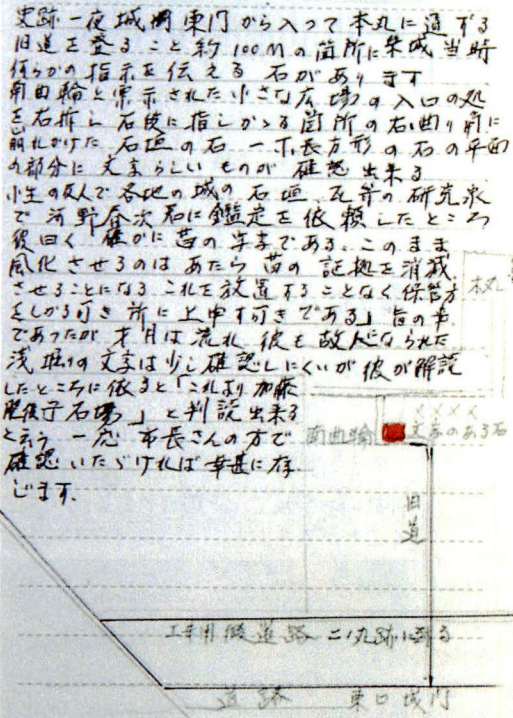 史跡一夜城趾東門から入って本丸に通ずる
旧道を登ること約100Mの箇所に築城当時
何らかの指示を伝える石があります
南曲輪と標示された小さな広場の入口の処
を右折し石段に指しかゝる箇所の右曲り角に
崩れかけた石垣の石一ケ長方形の石の平面
の部分に文字らしいものが確認出来る
小生の友人で各地の城の石垣、瓦等の研究家
で河野春次君に鑑定を依頼したところ
彼曰く確かに昔の字である、このまま
風化させるのはあたら昔の証拠を消滅
させることになるこれを放置することなく保管方
をしかる可き所に上申す可きである」旨の事
であったが才月は流れ彼も故人になられた
浅堀りの文字は少し確認しにくいが彼が解説
したところに依ると「これより加藤
肥後守石場」と判読出来る
と云う一応市長さんの方で
確認いただければ幸甚に存
じます.
本丸
南曲輪
××××
文字のある石
旧道
工事用仮道路 二ノ丸跡に至る
道路 東口城門